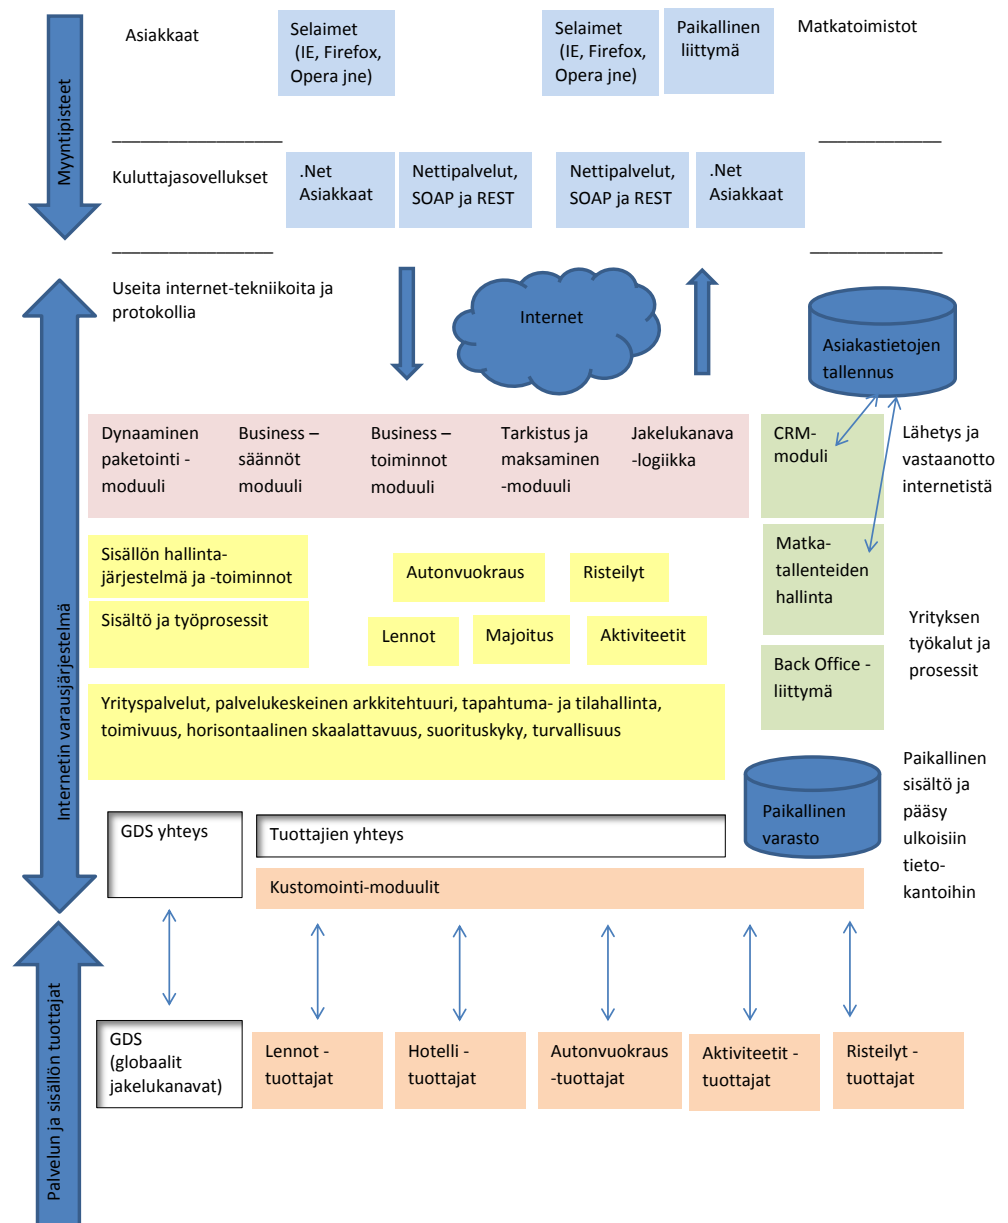 Asiakkaat
Selaimet
(IE, Firefox,
Opera jne)
Selaimet
(IE, Firefox,
Opera jne)
Paikallinen
liittymä
Matkatoimistot
Myyntipisteet
Kuluttajasovellukset
.Net
Asiakkaat
Nettipalvelut,
SOAP ja REST
Nettipalvelut,
SOAP ja REST
.Net
Asiakkaat
Useita internet-tekniikoita ja
protokollia
Internet
Asiakastietojen
tallennus
Internetin varausjärjestelmä
Dynaaminen
paketointi -
moduuli
Business –
säännöt
moduuli
Business –
toiminnot
moduuli
Tarkistus ja
maksaminen
-moduuli
Jakelukanava
-logiikka
CRM-
moduli
Lähetys ja
vastaanotto
internetistä
Sisällön hallinta-
järjestelmä ja -toiminnot
Autonvuokraus
Risteilyt
Matka-
tallenteiden
hallinta
Sisältö ja työprosessit
Lennot
Majoitus
Aktiviteetit
Yrityksen
työkalut ja
prosessit
Back Office -
liittymä
Yrityspalvelut, palvelukeskeinen arkkitehtuuri, tapahtuma- ja tilahallinta,
toimivuus, horisontaalinen skaalattavuus, suorituskyky, turvallisuus
Paikallinen
sisältö ja
pääsy
ulkoisiin
tieto-
kantoihin
Paikallinen
varasto
GDS yhteys
Tuottajien yhteys
Kustomointi-moduulit
Palvelun ja sisällön tuottajat
GDS
(globaalit
jakelukanavat)
Lennot -
tuottajat
Hotelli -
tuottajat
Autonvuokraus
-tuottajat
Aktiviteetit -
tuottajat
Risteilyt -
tuottajat